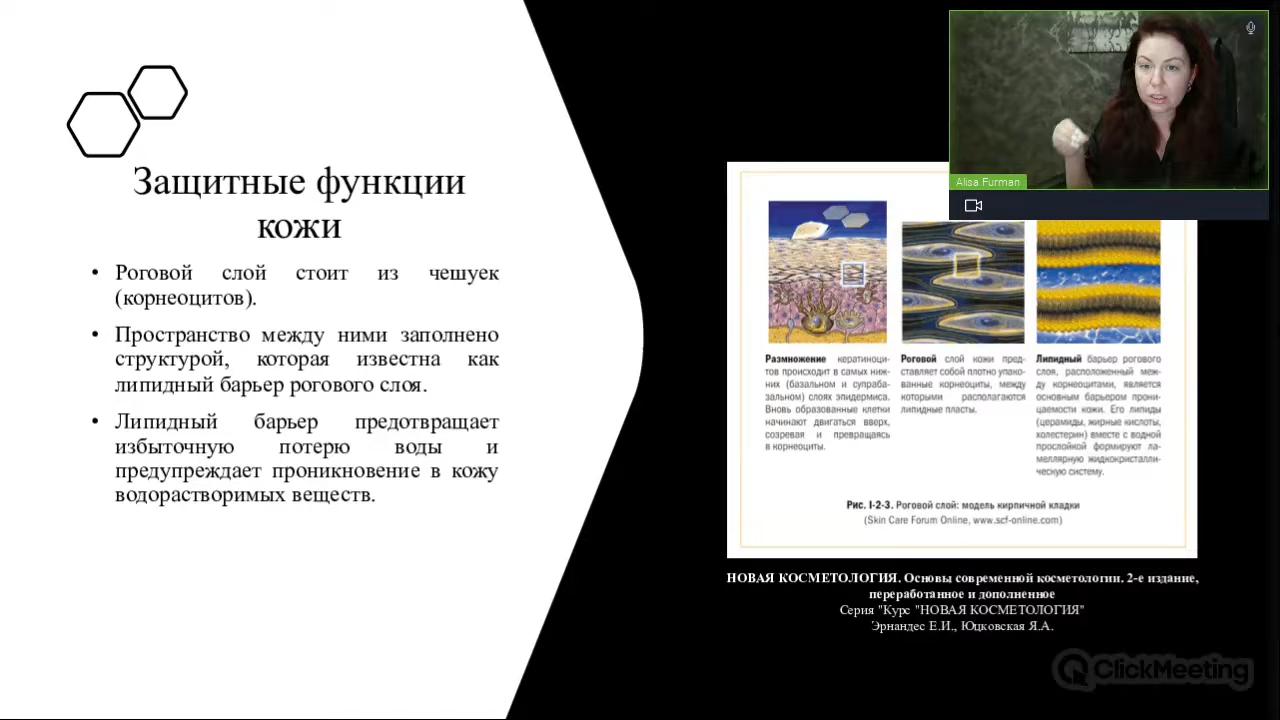 Alisa Furman
Защитные функции
кожи
• Роговой слой стоит из чешуек
(корнеоцитов).
• Пространство между ними заполнено
структурой, которая известна как
липидный барьер рогового слоя.
• Липидный барьер предотвращает
избыточную потерю воды и
предупреждает проникновение в кожу
водорастворимых веществ.
Размножение кератиноци-
тов происходит в самых ниж-
них (базальном и супраба-
зальном) слоях эпидермиса.
Вновь образованные клетки
начинают двигаться вверх,
созревая и превращаясь
в корнеоциты.
Роговой слой кожи пред-
ставляет собой плотно упако-
ванные корнеоциты, между
которыми располагаются
липидные пласты.
Липидный барьер рогового
слоя, расположенный меж-
ду корнеоцитами, является
основным барьером прони-
цаемости кожи. Его липиды
(церамиды, жирные кислоты,
холестерин) вместе с водной
прослойкой формируют ла-
меллярную жидкокристалли-
ческую систему.
Рис. I-2-3. Роговой слой: модель кирпичной кладки
(Skin Care Forum Online, www.scf-online.com)
НОВАЯ КОСМЕТОЛОГИЯ. Основы современной косметологии. 2-е издание,
переработанное и дополненное
Серия "Курс "НОВАЯ КОСМЕТОЛОГИЯ"
Эрнандес Е.И., Юцковская Я.А.
ClickMeeting